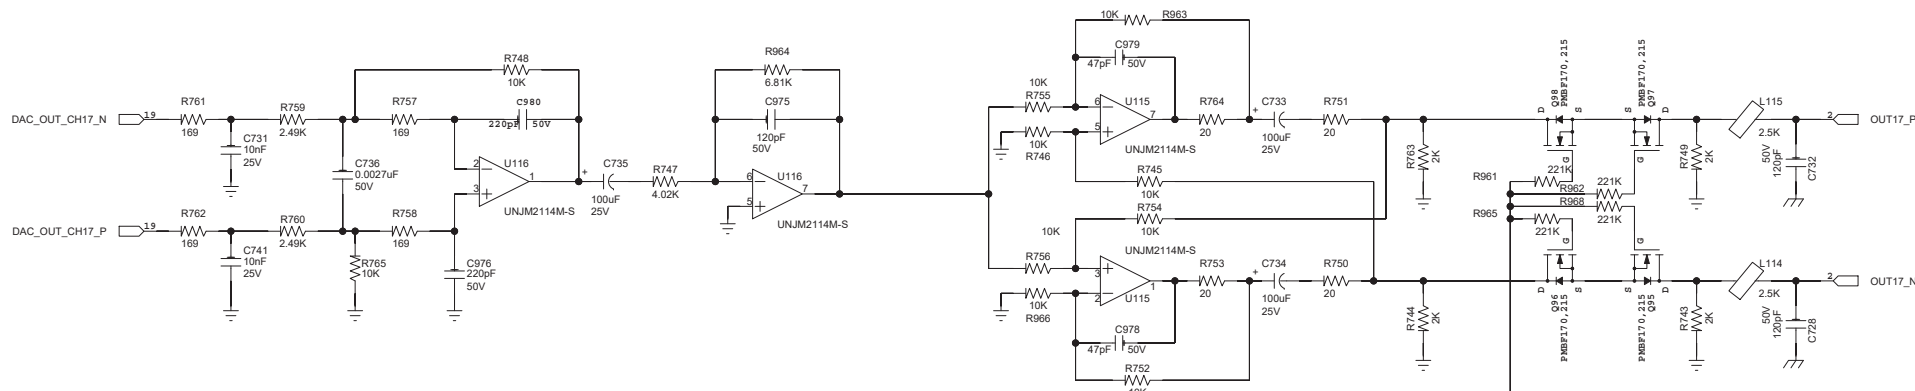 10K R963
C979
47pF 50V
R748
10K
R964
6.81K
10K
R755
U115
6
5
7
R764
20
C733
+
100uF
25V
R751
20
Q98
PMBF170,215
PMBF170,215
Q97
D S S D
G G
L115
2.5K
2
OUT17_P
DAC_OUT_CH17_N
19
R761
169
R759
2.49K
R757
169
C980
220pF 50V
C975
120pF
50V
10K
R746
UNJM2114M-S
R763
2K
R749
2K
50V
120pF
C732
C731
10nF
25V
C736
0.0027uF
50V
2
3
U116
1
UNJM2114M-S
C735
+
100uF
25V
R747
4.02K
6
5
U116
7
UNJM2114M-S
R745
10K
R754
10K
R961
221K
R962
221K
R968
221K
R965
221K
DAC_OUT_CH17_P
19
R762
169
R760
2.49K
R758
169
C741
10nF
25V
R765
10K
C976
220pF
50V
10K
R756
UNJM2114M-S
3
2
1
U115
10K
R966
R753
20
C734
+
100uF
25V
R750
20
G G
D S S D
Q96
PMBF170,215
PMBF170,215
Q95
L114
2.5K
2
OUT17_N
R744
2K
R743
2K
50V
120pF
C728
C978
47pF 50V
R752